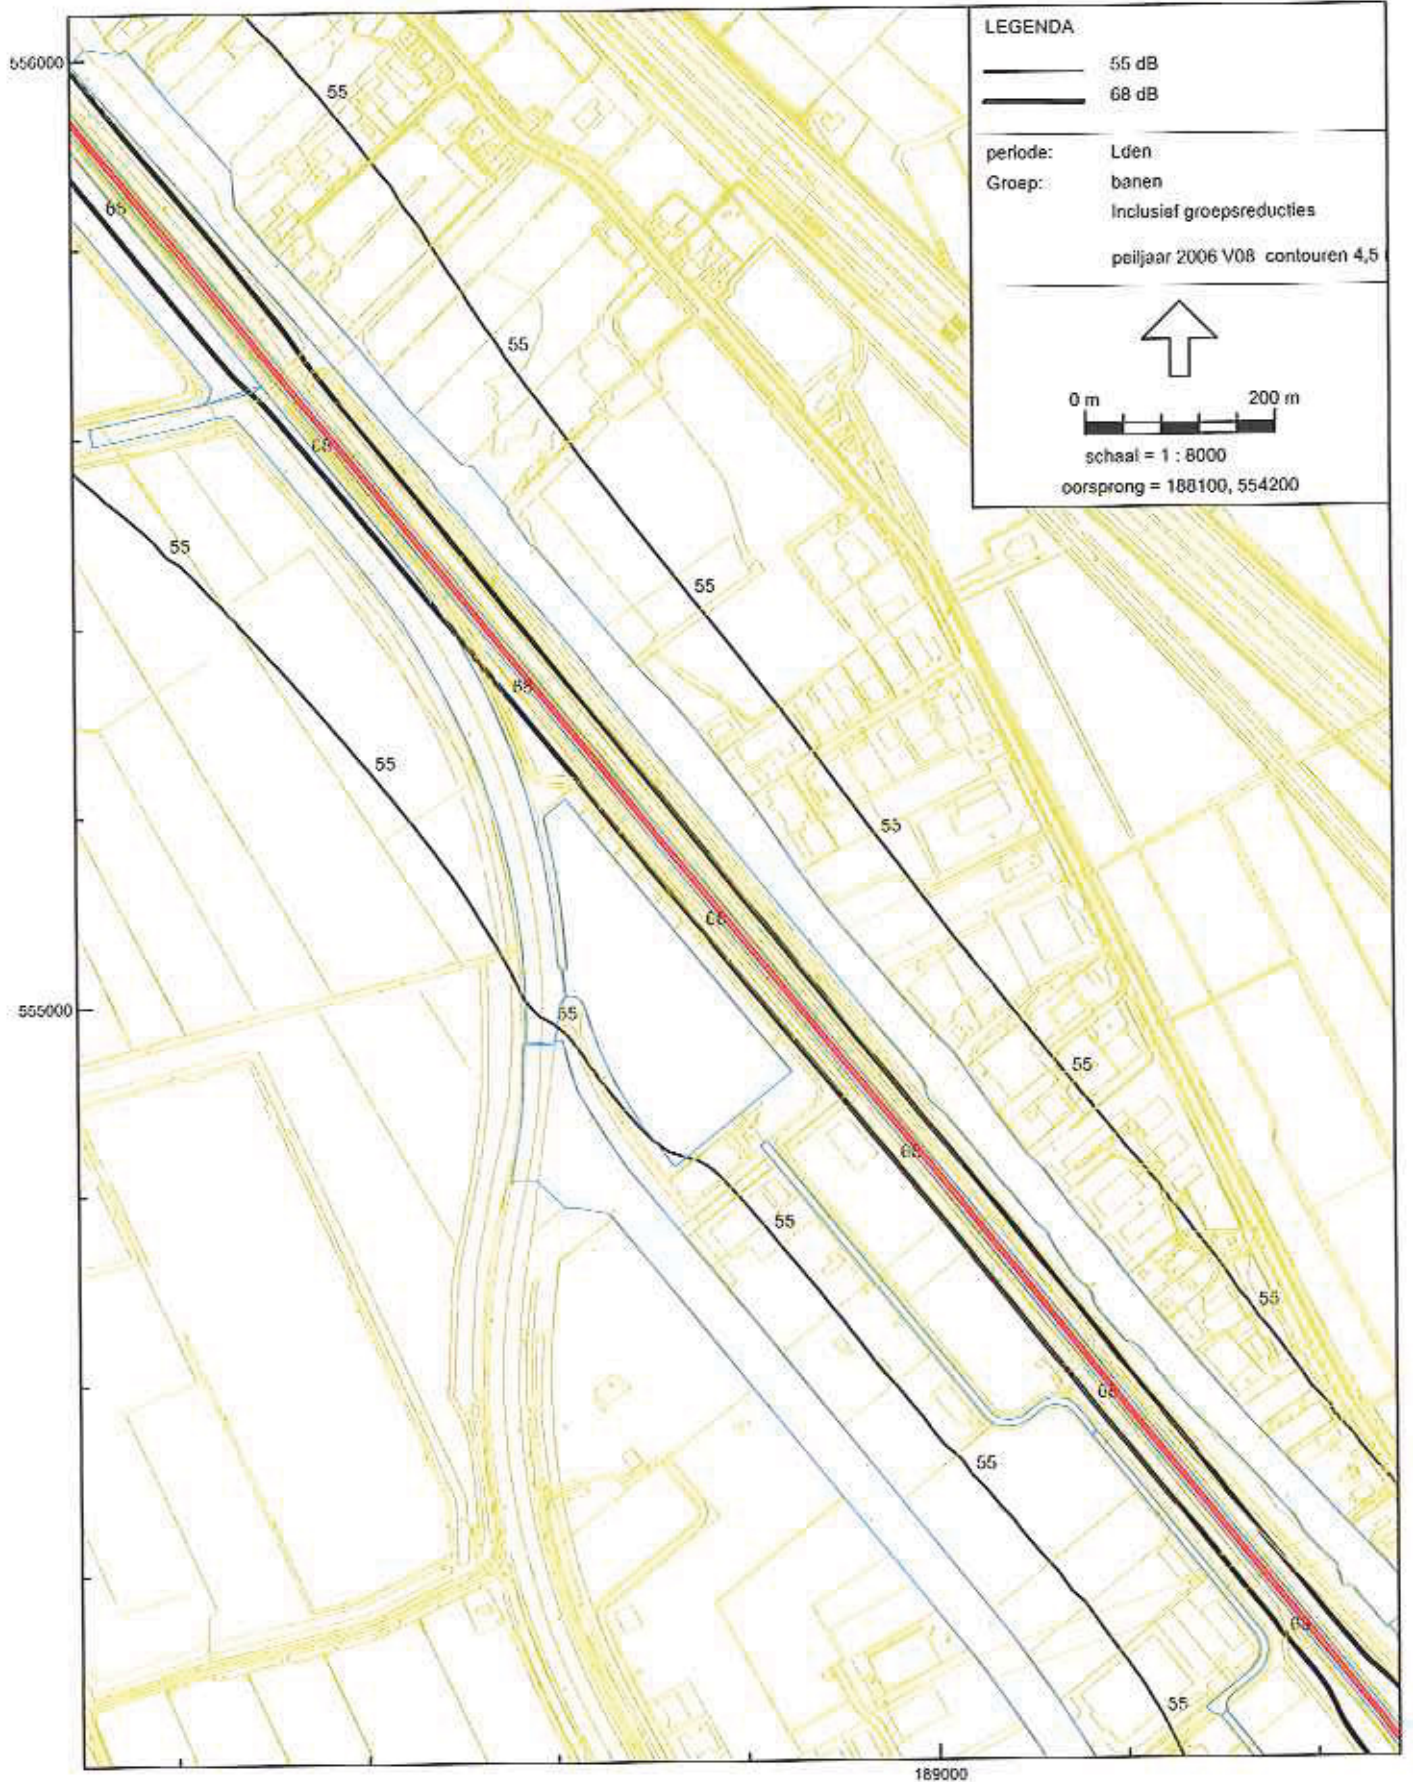 LEGENDA
55 dB
68 dB
periode: Lden
Groep: banen
Inclusief groepsreducties
peiljaar 2006 V08 contouren 4,5
0 m 200 m
schaal = 1 : 8000
oorsprong = 188100, 554200
556000
55
68
55
68
55
55
68
55
55
68
555000
55
55
68
55
55
68
55
68
55
189000